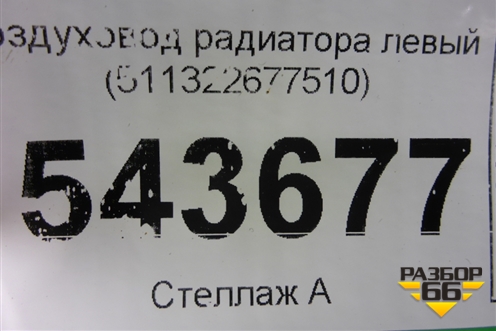 оздуховод радиатора левый
(511322677510)
543677
Стеллаж А
РАЗБОР
66